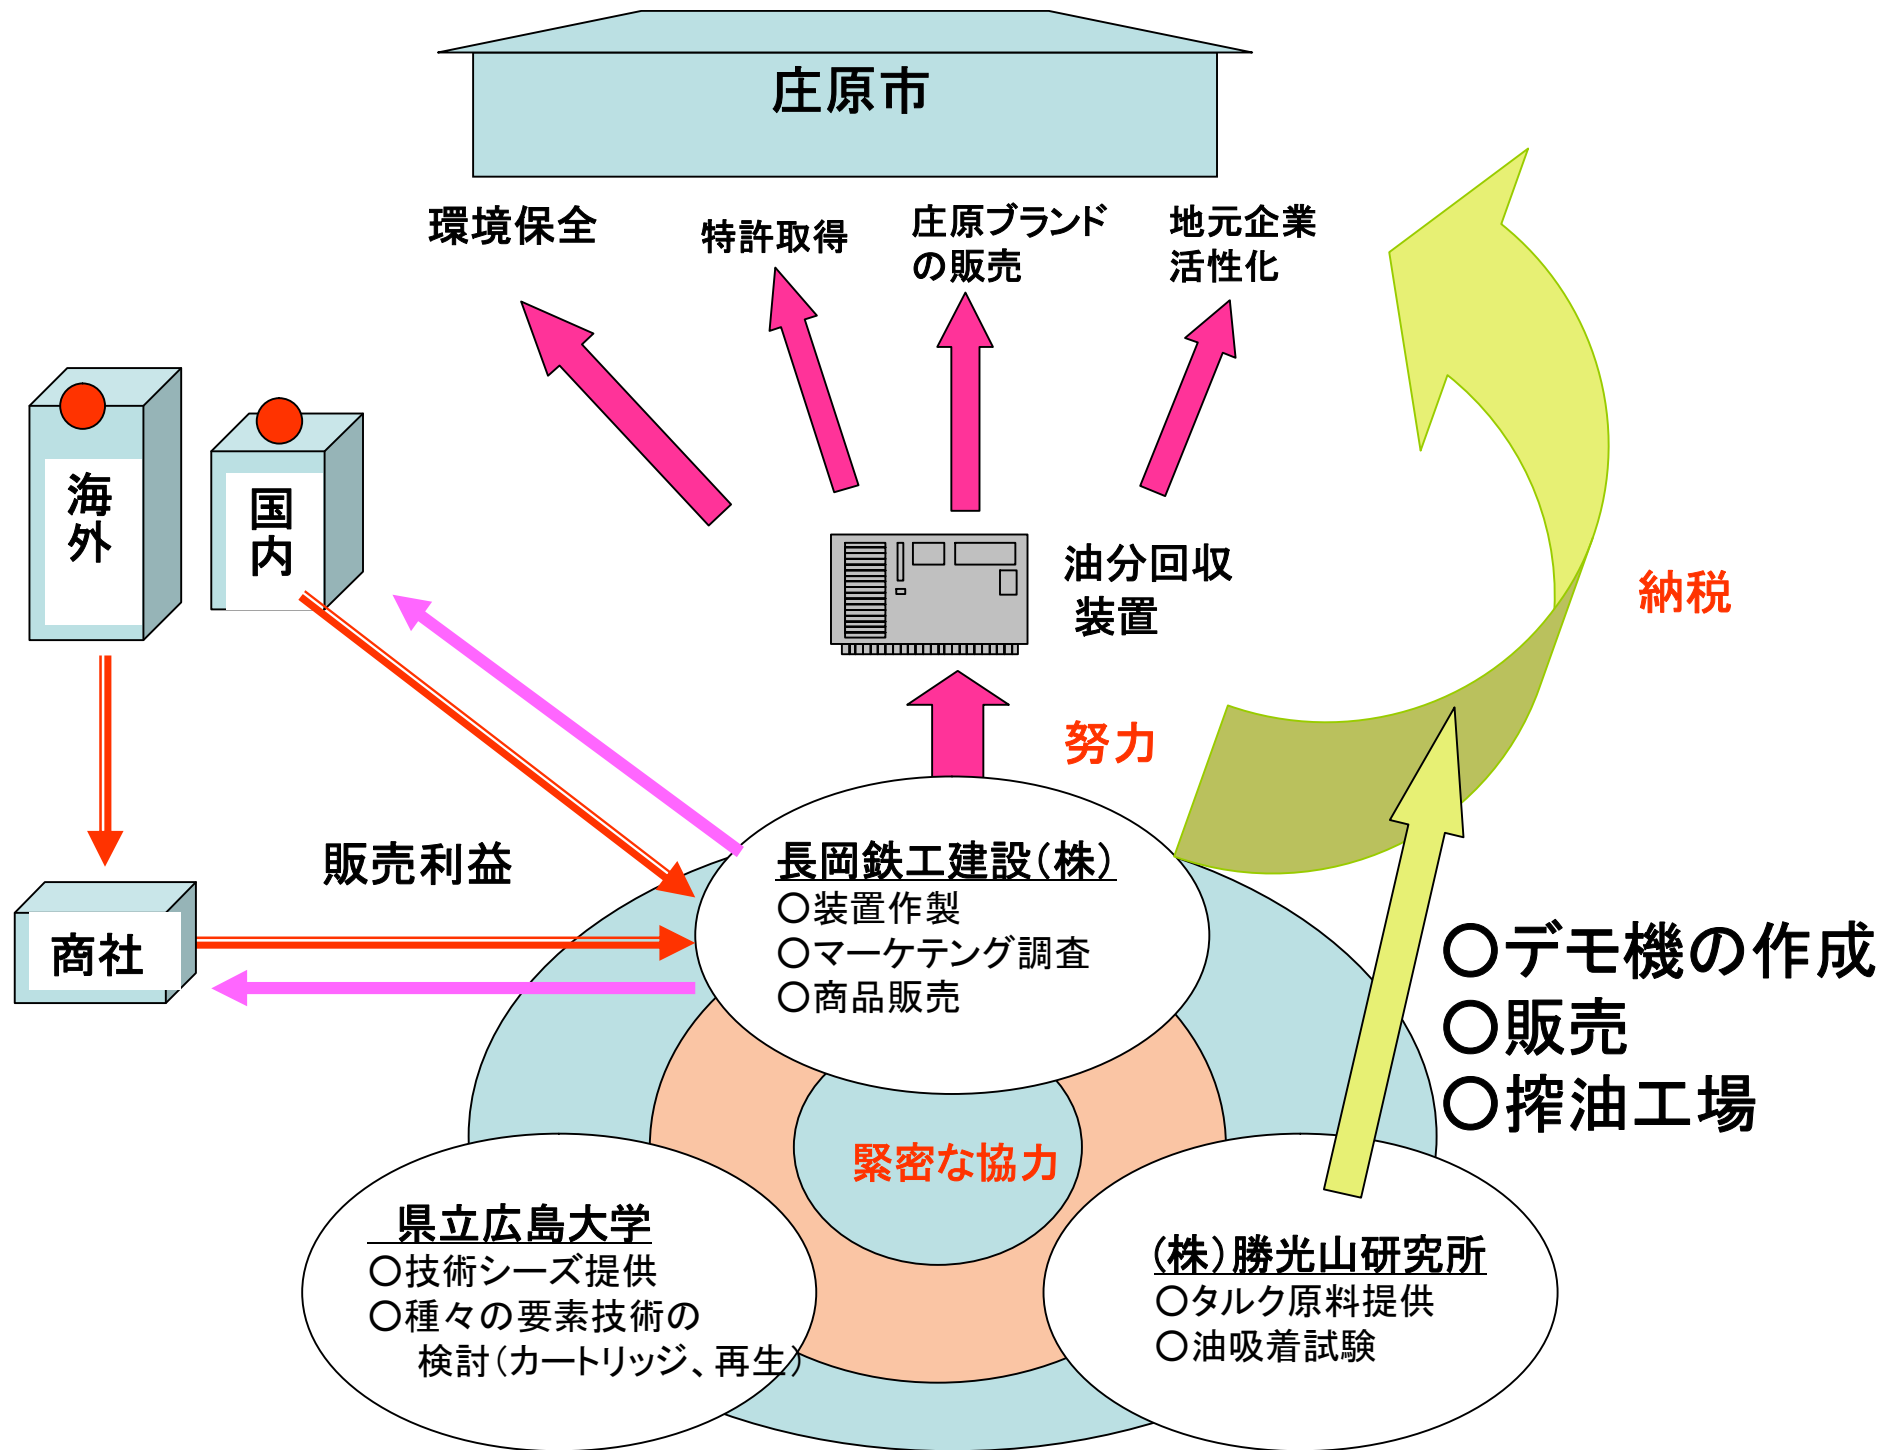 庄原市
環境保全
特許取得
庄原ブランド
の販売
地元企業
活性化
海外
国内
油分回収
装置
納税
努力
販売利益
商社
長岡鉄工建設(株)
○装置作製
○マーケテング調査
○商品販売
○デモ機の作成
○販売
○搾油工場
緊密な協力
県立広島大学
○技術シーズ提供
○種々の要素技術の
検討(カートリッジ、再生)
(株)勝光山研究所
○タルク原料提供
○油吸着試験